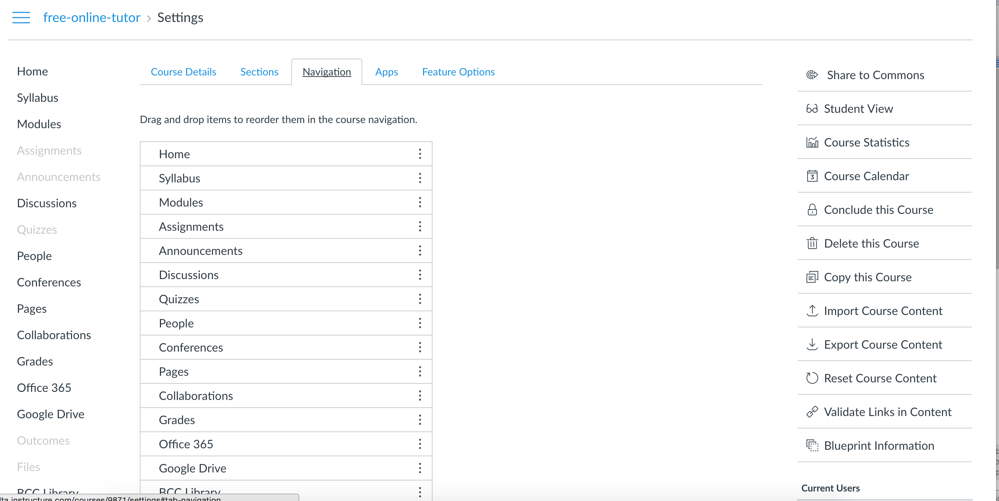 free-online-tutor > Settings
Home
Syllabus
Modules
Assignments
Announcements
Discussions
Quizzes
People
Conferences
Pages
Collaborations
Grades
Office 365
Google Drive
Outcomes
Files
BCC Library
lta.instructure.com/courses/9871/settings#tab-navigation
Course Details Sections Navigation Apps Feature Options
Drag and drop items to reorder them in the course navigation.
Home
Syllabus
Modules
Assignments
Announcements
Discussions
Quizzes
People
Conferences
Pages
Collaborations
Grades
Office 365
Google Drive
BCC Library
Share to Commons
Student View
Course Statistics
3 Course Calendar
Conclude this Course
Delete this Course
Copy this Course
Import Course Content
Export Course Content
Reset Course Content
Validate Links in Content
Blueprint Information
Current Users